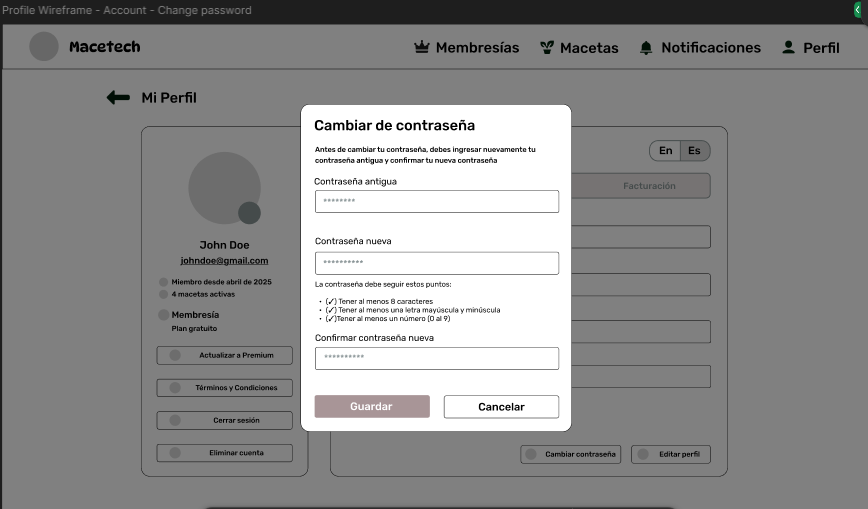 Profile Wireframe - Account - Change password
Macetech
Membresías
Macetas
Notificaciones
Perfil
Mi Perfil
John Doe
johndoe@gmail.com
Miembro desde abril de 2025
4 macetas activas
Membresía
Plan gratuito
Actualizar a Premium
Términos y Condiciones
Cerrar sesión
Eliminar cuenta
Cambiar de contraseña
Antes de cambiar tu contraseña, debes ingresar nuevamente tu
contraseña antigua y confirmar tu nueva contraseña
Contraseña antigua
********
Contraseña nueva
**********
La contraseña debe seguir estos puntos:
• (✓) Tener al menos 8 caracteres
• (✓) Tener al menos una letra mayúscula y minúscula
• (✓)Tener al menos un número (0 al 9)
Confirmar contraseña nueva
**********
Guardar
Cancelar
En
Es
Facturación
Cambiar contraseña
Editar perfil